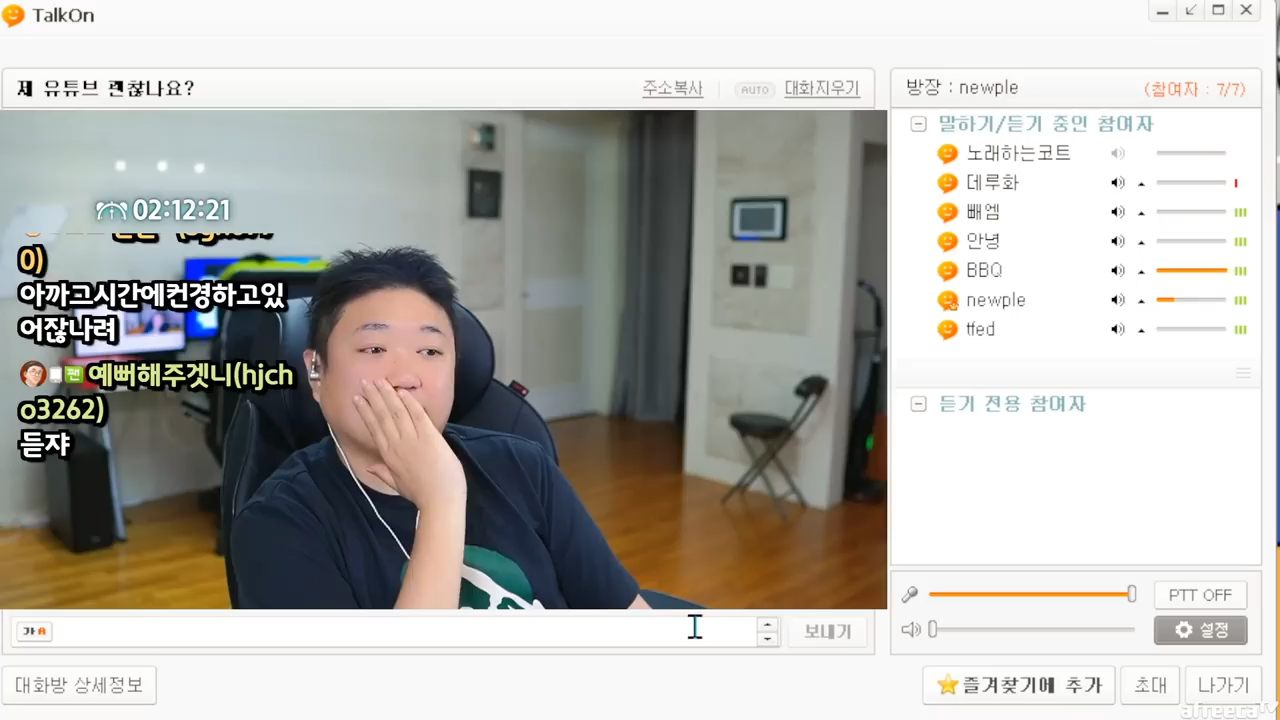 TalkOn
제 유튜브 괜찮나요?
주소복사
AUTO
대화지우기
02:12:21
0)
아까그시간에컨경하고있
어잖나려
팬 예뻐해주겟니(hjch
o3262)
듣쟈
가
보내기
대화방 상세정보
방장 : newple
(참여자 : 7/7)
말하기/듣기 중인 참여자
노래하는코트
데루화
빼엠
안녕
BBQ
newple
tfed
듣기 전용 참여자
PTT OFF
설정
즐겨찾기에 추가
초대
나가기
afreecaTV